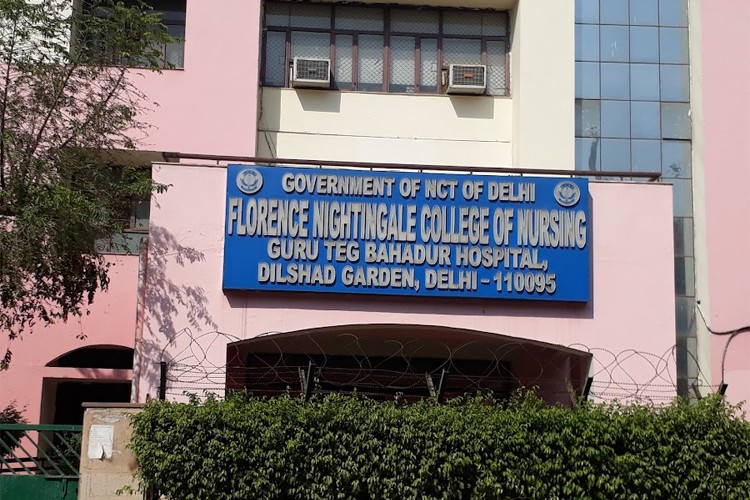 GOVERNMENT OF NCT OF DELHI
FLORENCE NIGHTINGALE COLLEGE OF NURSING
GURU TEG BAHADUR HOSPITAL,
DILSHAD GARDEN, DELHI - 110095